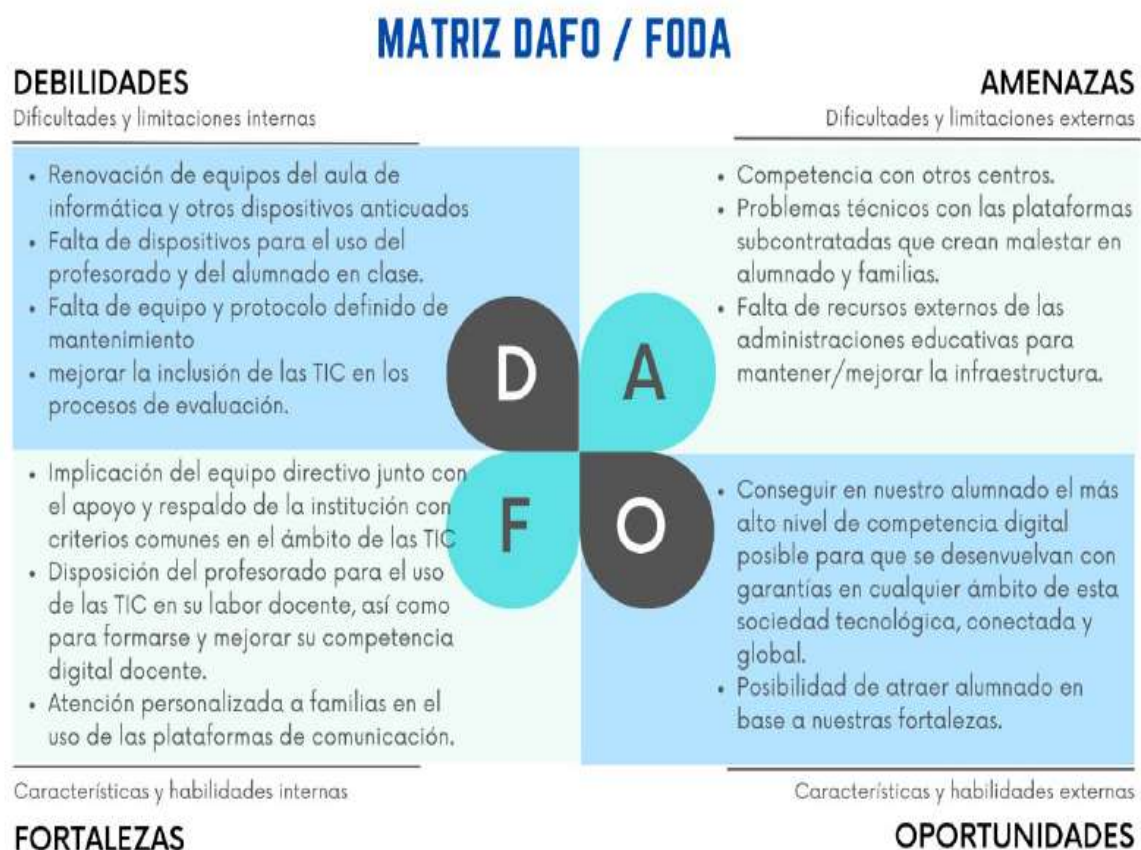 MATRIZ DAFO / FODA
DEBILIDADES
Dificultades y limitaciones internas
AMENAZAS
Dificultades y limitaciones externas
• Renovación de equipos del aula de
informática y otros dispositivos anticuados
• Falta de dispositivos para el uso del
profesorado y del alumnado en clase.
• Falta de equipo y protocolo definido de
mantenimiento
• mejorar la inclusión de las TIC en los
procesos de evaluación.
• Competencia con otros centros.
• Problemas técnicos con las plataformas
subcontratadas que crean malestar en
alumnado y familias.
• Falta de recursos externos de las
administraciones educativas para
mantener/mejorar la infraestructura.
D
A
F
O
• Implicación del equipo directivo junto con
el apoyo y respaldo de la institución con
criterios comunes en el ámbito de las TIC
• Disposición del profesorado para el uso
de las TIC en su labor docente, así como
para formarse y mejorar su competencia
digital docente.
• Atención personalizada a familias en el
uso de las plataformas de comunicación.
• Conseguir en nuestro alumnado el más
alto nivel de competencia digital
posible para que se desenvuelvan con
garantías en cualquier ámbito de esta
sociedad tecnológica, conectada y
global.
• Posibilidad de atraer alumnado en
base a nuestras fortalezas.
Características y habilidades internas
FORTALEZAS
Características y habilidades externas
OPORTUNIDADES